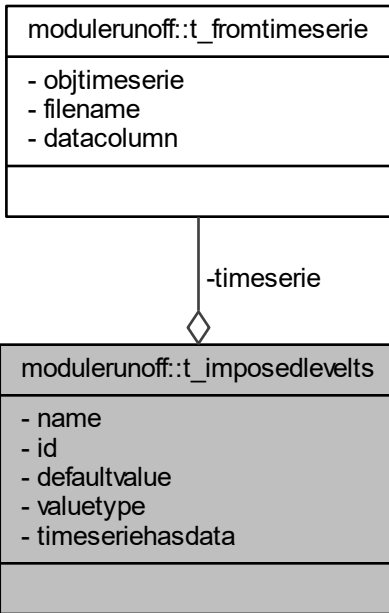 modulerunoff::t_fromtimeserie
- objtimeserie
- filename
- datacolumn
-timeserie
modulerunoff::t_imposedlevelts
- name
- id
- defaultvalue
- valuetype
- timeseriehasdata